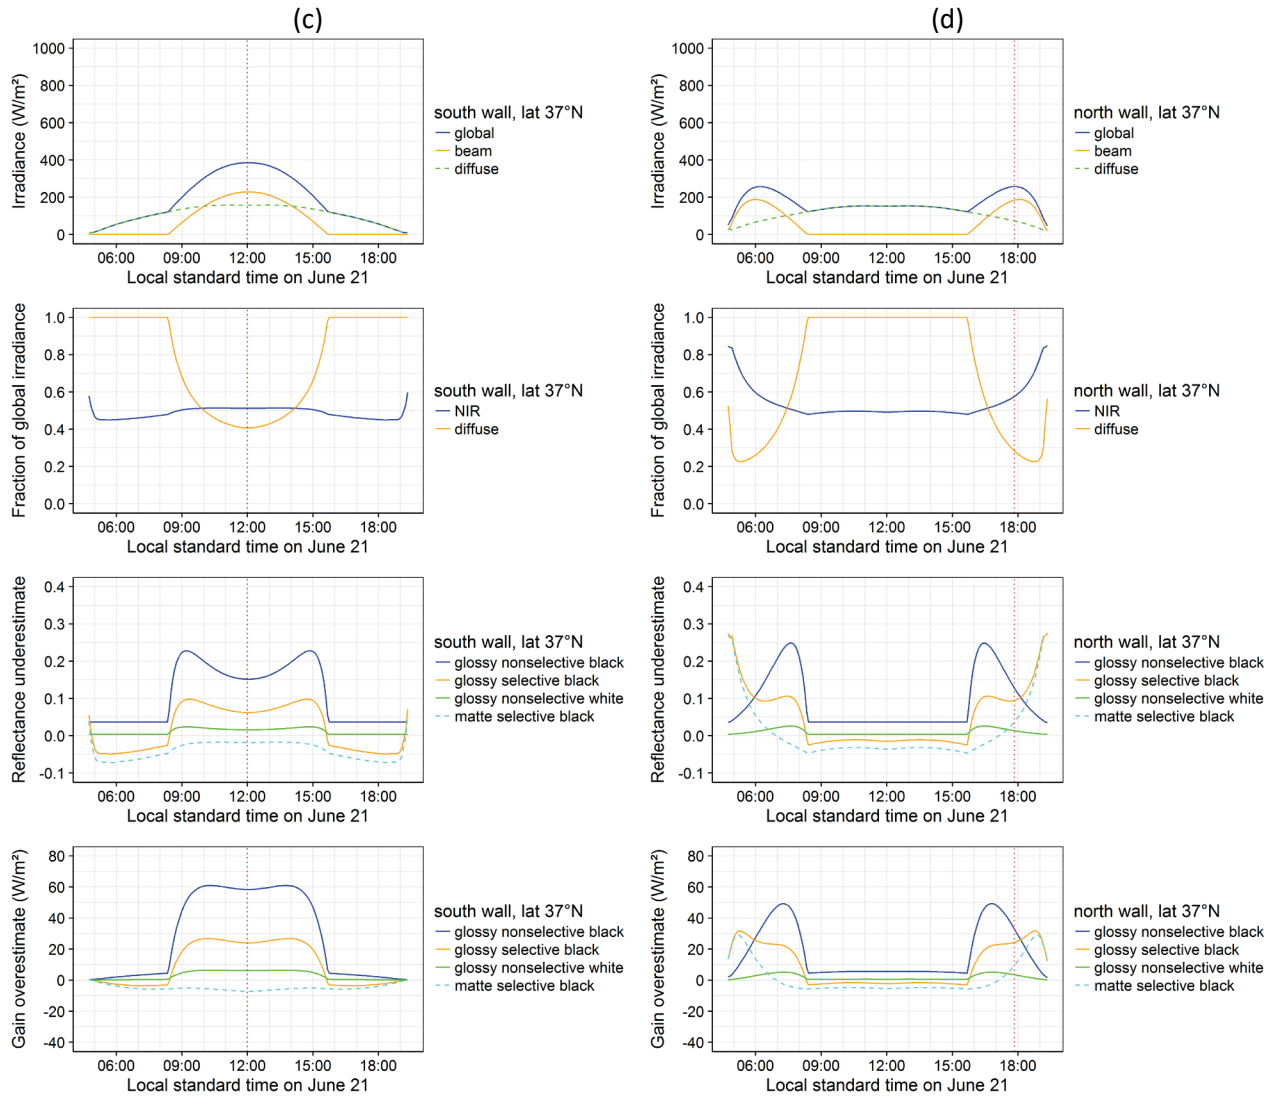 (c)
Irradiance (W/m²)
1000
800
600
400
200
0
06:00 09:00 12:00 15:00 18:00
Local standard time on June 21
south wall, lat 37°N
global
beam
diffuse
Fraction of global irradiance
1.0
0.8
0.6
0.4
0.2
0.0
06:00 09:00 12:00 15:00 18:00
Local standard time on June 21
south wall, lat 37°N
NIR
diffuse
Reflectance underestimate
0.4
0.3
0.2
0.1
0.0
-0.1
06:00 09:00 12:00 15:00 18:00
Local standard time on June 21
south wall, lat 37°N
glossy nonselective black
glossy selective black
glossy nonselective white
matte selective black
Gain overestimate (W/m²)
80
60
40
20
0
-20
-40
06:00 09:00 12:00 15:00 18:00
Local standard time on June 21
south wall, lat 37°N
glossy nonselective black
glossy selective black
glossy nonselective white
matte selective black
(d)
Irradiance (W/m²)
1000
800
600
400
200
0
06:00 09:00 12:00 15:00 18:00
Local standard time on June 21
north wall, lat 37°N
global
beam
diffuse
Fraction of global irradiance
1.0
0.8
0.6
0.4
0.2
0.0
06:00 09:00 12:00 15:00 18:00
Local standard time on June 21
north wall, lat 37°N
NIR
diffuse
Reflectance underestimate
0.4
0.3
0.2
0.1
0.0
-0.1
06:00 09:00 12:00 15:00 18:00
Local standard time on June 21
north wall, lat 37°N
glossy nonselective black
glossy selective black
glossy nonselective white
matte selective black
Gain overestimate (W/m²)
80
60
40
20
0
-20
-40
06:00 09:00 12:00 15:00 18:00
Local standard time on June 21
north wall, lat 37°N
glossy nonselective black
glossy selective black
glossy nonselective white
matte selective black